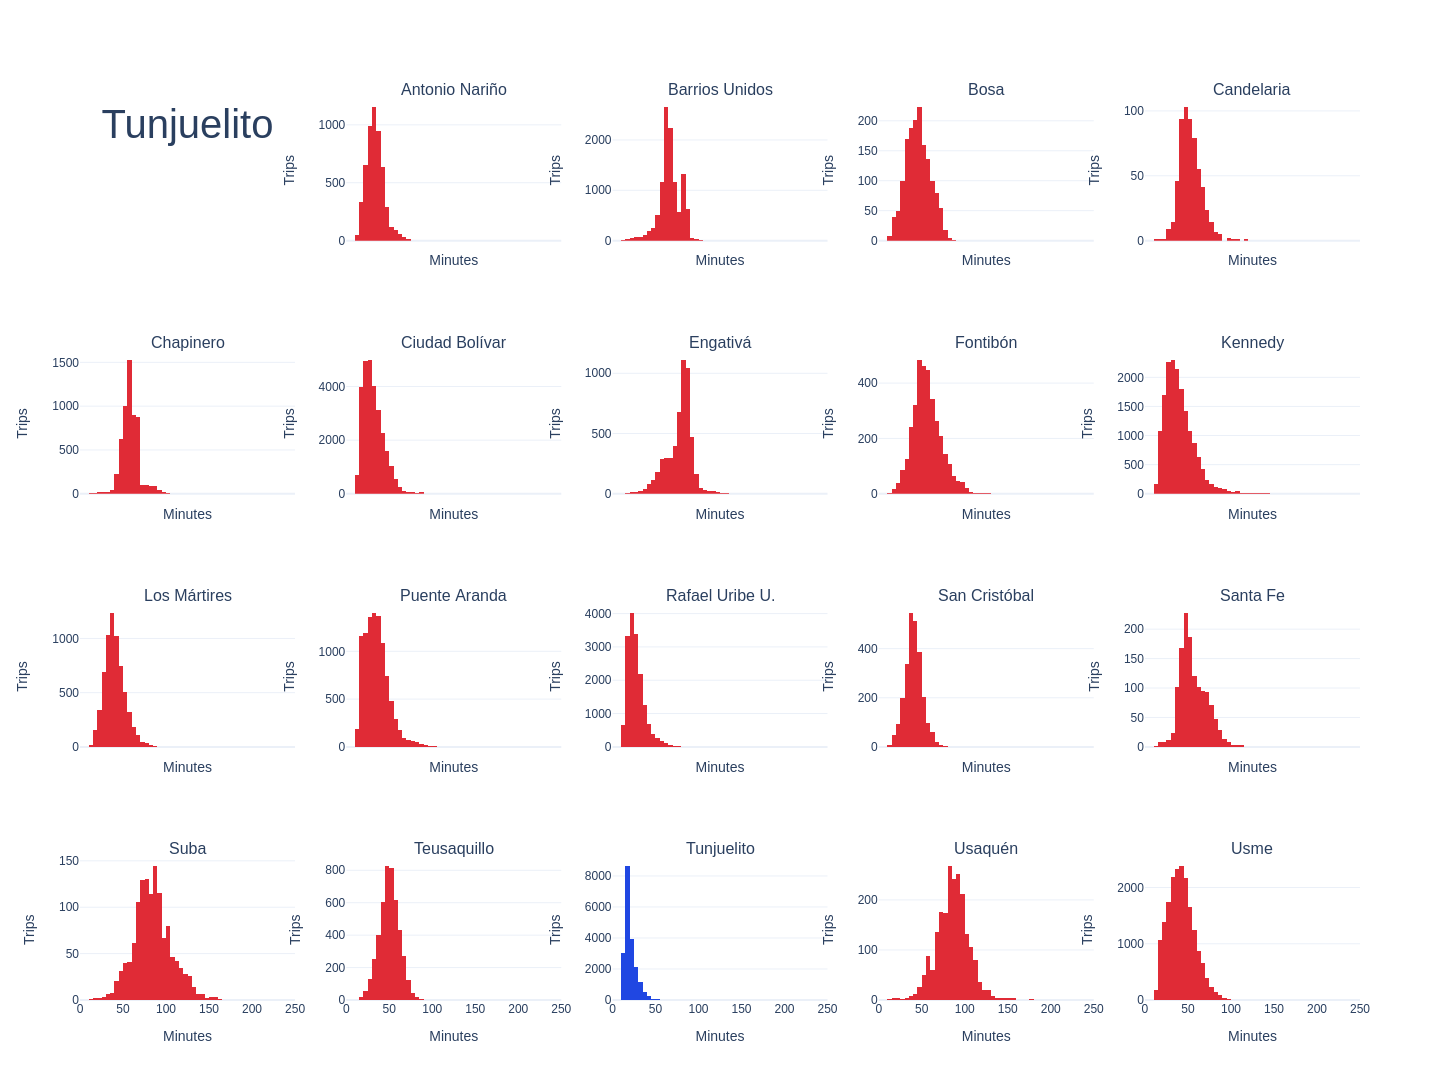 Tunjuelito
Antonio Nariño
Barrios Unidos
Bosa
Candelaria
Trips
1000
500
0
Minutes
Trips
2000
1000
0
Minutes
Trips
200
150
100
50
0
Minutes
Trips
100
50
0
Minutes
Chapinero
Ciudad Bolívar
Engativá
Fontibón
Kennedy
Trips
1500
1000
500
0
Minutes
Trips
4000
2000
0
Minutes
Trips
1000
500
0
Minutes
Trips
400
200
0
Minutes
Trips
2000
1500
1000
500
0
Minutes
Los Mártires
Puente Aranda
Rafael Uribe U.
San Cristóbal
Santa Fe
Trips
1000
500
0
Minutes
Trips
1000
500
0
Minutes
Trips
4000
3000
2000
1000
0
Minutes
Trips
400
200
0
Minutes
Trips
200
150
100
50
0
Minutes
Suba
Teusaquillo
Tunjuelito
Usaquén
Usme
Trips
150
100
50
0
0 50 100 150 200 250
Minutes
Trips
800
600
400
200
0
0 50 100 150 200 250
Minutes
Trips
8000
6000
4000
2000
0
0 50 100 150 200 250
Minutes
Trips
200
100
0
0 50 100 150 200 250
Minutes
Trips
2000
1000
0
0 50 100 150 200 250
Minutes